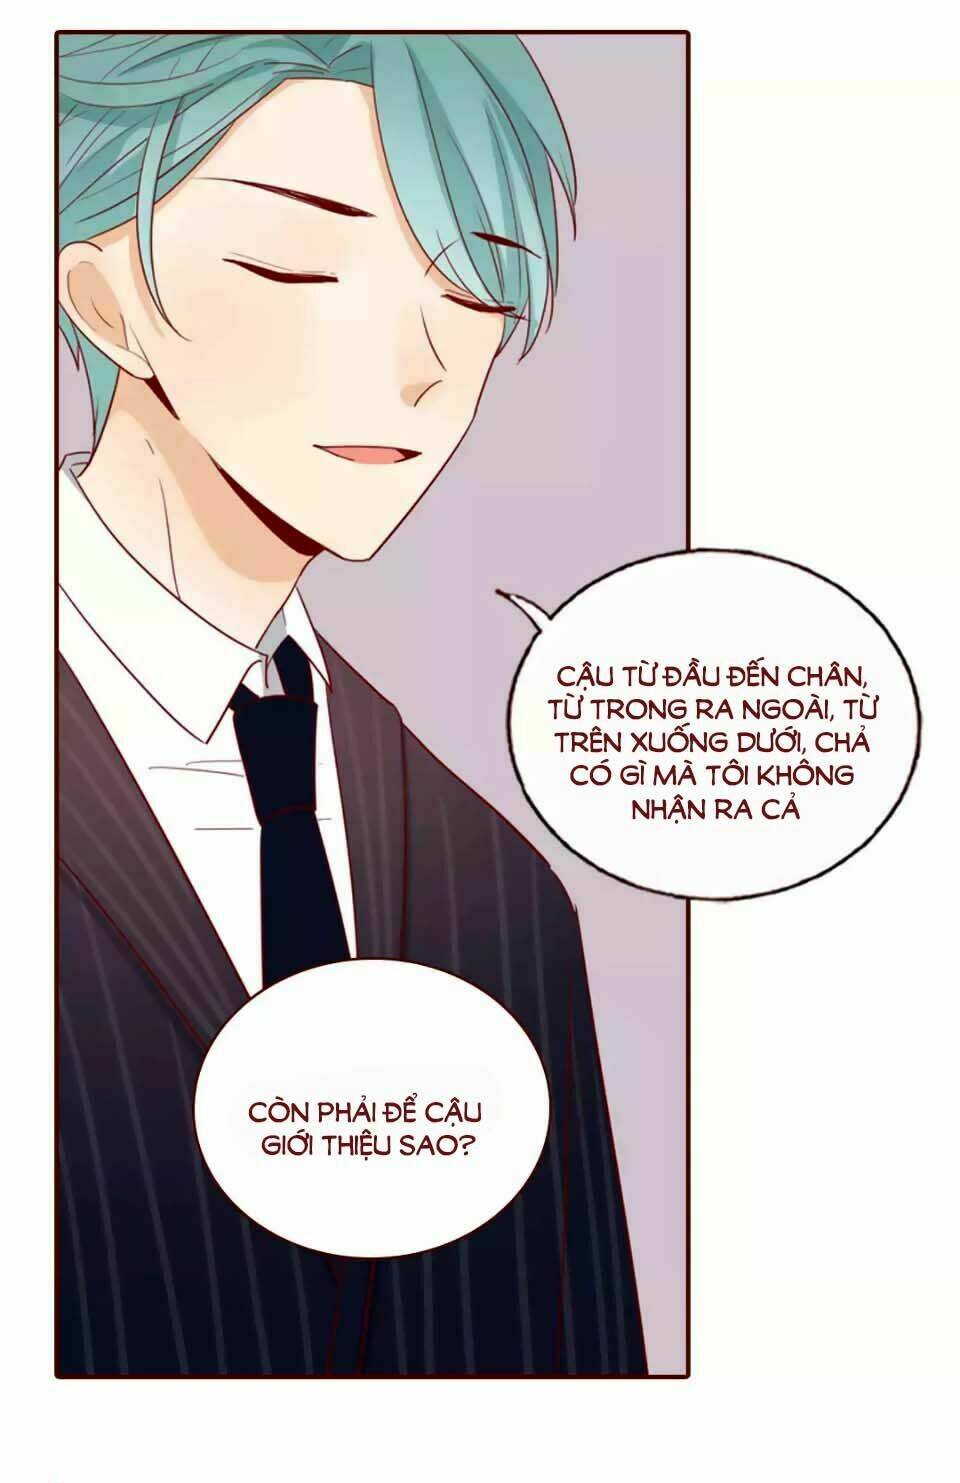 CẬU TỪ ĐẦU ĐẾN CHÂN,
TỪ TRONG RA NGOÀI, TỪ
TRÊN XUỐNG DƯỚI, CHẢ
CÓ GÌ MÀ TÔI KHÔNG
NHẬN RA CẢ
CÒN PHẢI ĐỂ CẬU
GIỚI THIỆU SAO?